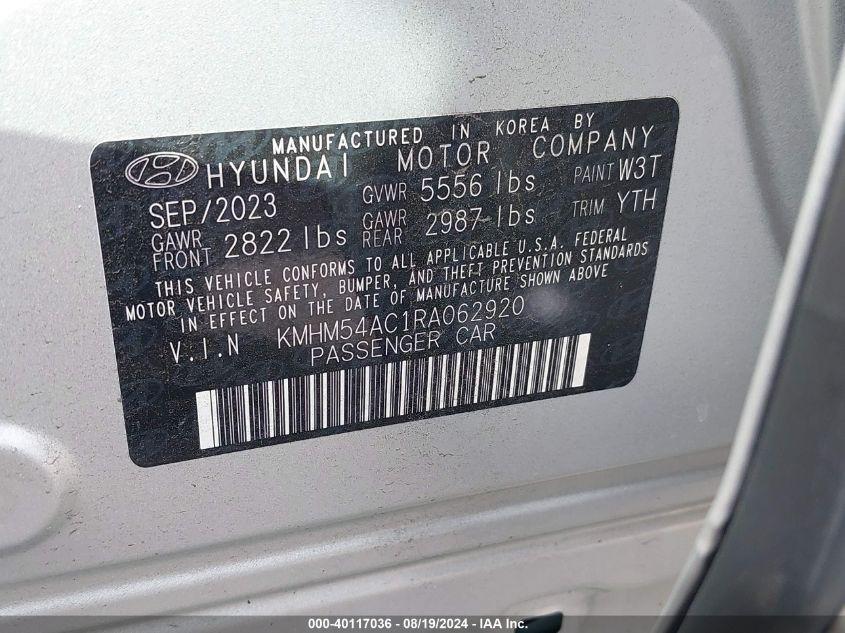 MANUFACTURED IN KOREA BY
HYUNDAI MOTOR COMPANY
SEP/2023 GVWR 5556 lbs PAINT W3T
GAWR FRONT 2822 lbs GAWR REAR 2987 lbs TRIM YTH
THIS VEHICLE CONFORMS TO ALL APPLICABLE U.S.A. FEDERAL
MOTOR VEHICLE SAFETY, BUMPER, AND THEFT PREVENTION STANDARDS
IN EFFECT ON THE DATE OF MANUFACTURE SHOWN ABOVE
V.I.N KMHM54AC1RA062920
PASSENGER CAR
000-40117036 - 08/19/2024 - IAA Inc.